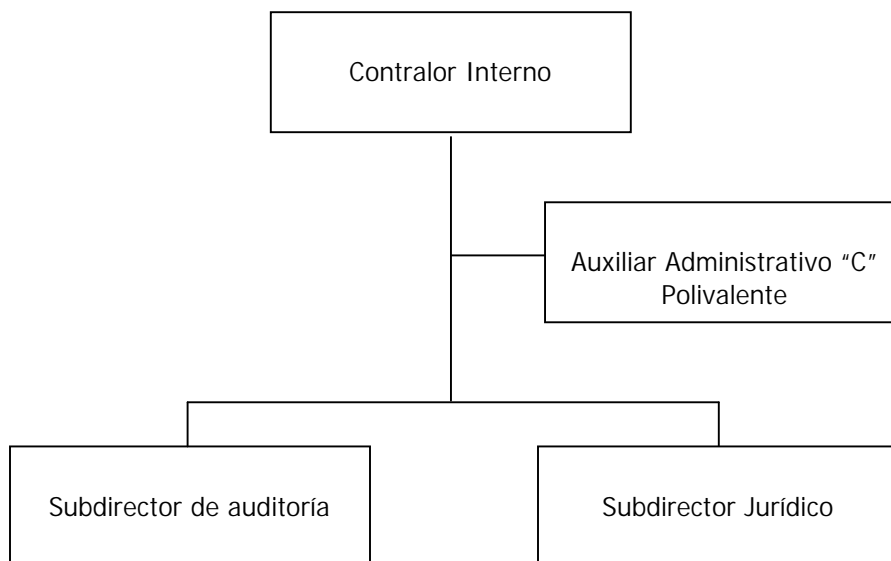 Contralor Interno
Auxiliar Administrativo “C”
Polivalente
Subdirector de auditoría
Subdirector Jurídico